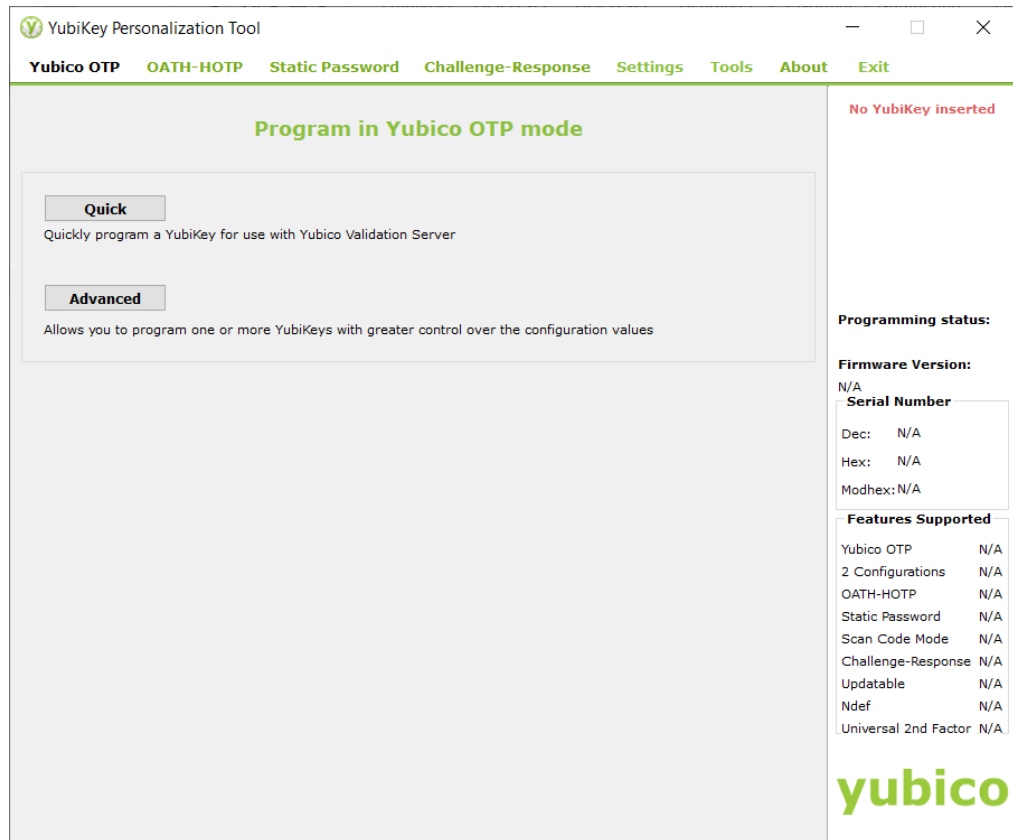 YubiKey Personalization Tool
Yubico OTP OATH-HOTP Static Password Challenge-Response Settings Tools About Exit
Program in Yubico OTP mode
Quick
Quickly program a YubiKey for use with Yubico Validation Server
Advanced
Allows you to program one or more YubiKeys with greater control over the configuration values
No YubiKey inserted
Programming status:
Firmware Version:
N/A
Serial Number
Dec: N/A
Hex: N/A
Modhex: N/A
Features Supported
Yubico OTP N/A
2 Configurations N/A
OATH-HOTP N/A
Static Password N/A
Scan Code Mode N/A
Challenge-Response N/A
Updatable N/A
Ndef N/A
Universal 2nd Factor N/A
yubico